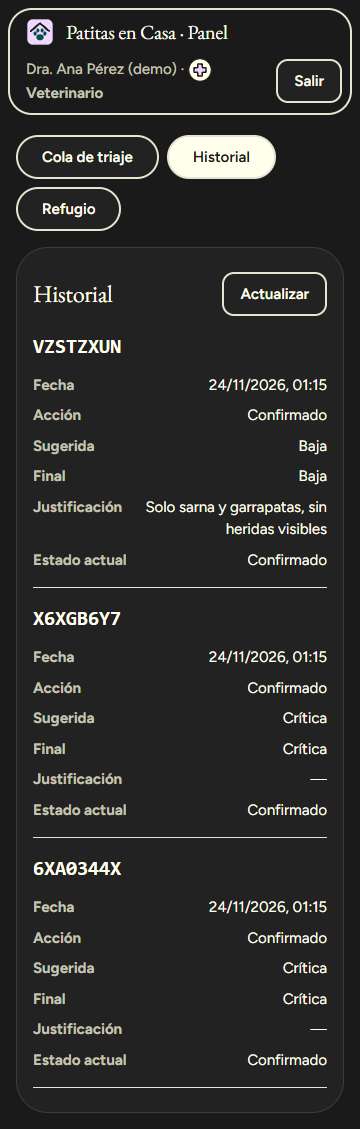 Patitas en Casa · Panel
Dra. Ana Pérez (demo) ·
Veterinario
Salir
Cola de triaje
Historial
Refugio
Historial
Actualizar
VZSTZXUN
Fecha 24/11/2026, 01:15
Acción Confirmado
Sugerida Baja
Final Baja
Justificación Solo sarna y garrapatas, sin
heridas visibles
Estado actual Confirmado
X6XGB6Y7
Fecha 24/11/2026, 01:15
Acción Confirmado
Sugerida Crítica
Final Crítica
Justificación —
Estado actual Confirmado
6XA0344X
Fecha 24/11/2026, 01:15
Acción Confirmado
Sugerida Crítica
Final Crítica
Justificación —
Estado actual Confirmado